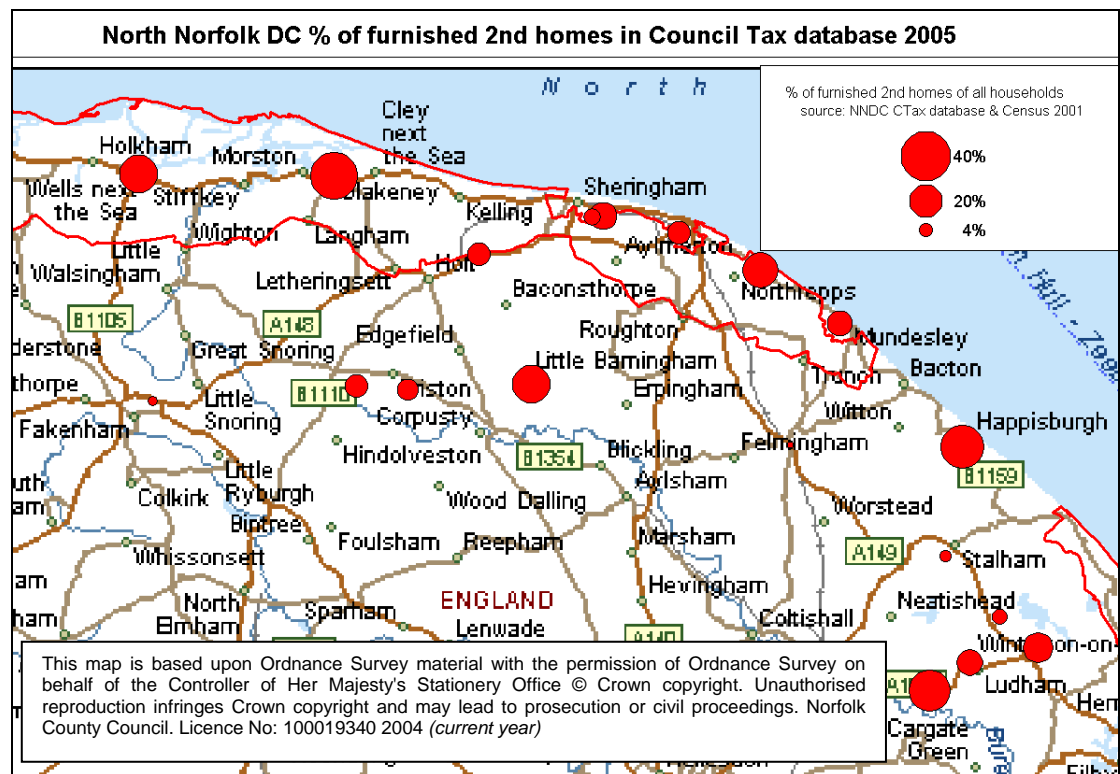 North Norfolk DC % of furnished 2nd homes in Council Tax database 2005
North
% of furnished 2nd homes of all households
source: NNDC CTax database & Census 2001
40%
20%
4%
Cley
next
the Sea
Holkham
Morston
Sheringham
Wells next
the Sea
Stiffkey
Blakeney
Kelling
Wighton
Langham
Aylmerton
Little
Walsingham
Letheringsett
Holt
Northrepps
Baconsthorpe
B1105
A148
Edgefield
Roughton
Mundesley
Great Snoring
Little Barningham
Trunch
Bacton
thorpe
B1110
Corpusty
Erpingham
Little
Snoring
Witton
Fakenham
Happisburgh
Hindolveston
B1354
Blickling
Felmingham
B1159
Little
Ryburgh
Colkirk
Wood Dalling
Aylsham
Worstead
Bintree
Foulsham
Reepham
Marsham
A149
Whissonsett
Stalham
North
Elmham
Sparham
ENGLAND
Hevingham
Neatishead
Lenwade
A140
Coltishall
Ludham
Cargate
Green
This map is based upon Ordnance Survey material with the permission of Ordnance Survey on
behalf of the Controller of Her Majesty's Stationery Office © Crown copyright. Unauthorised
reproduction infringes Crown copyright and may lead to prosecution or civil proceedings. Norfolk
County Council. Licence No: 100019340 2004 (current year)